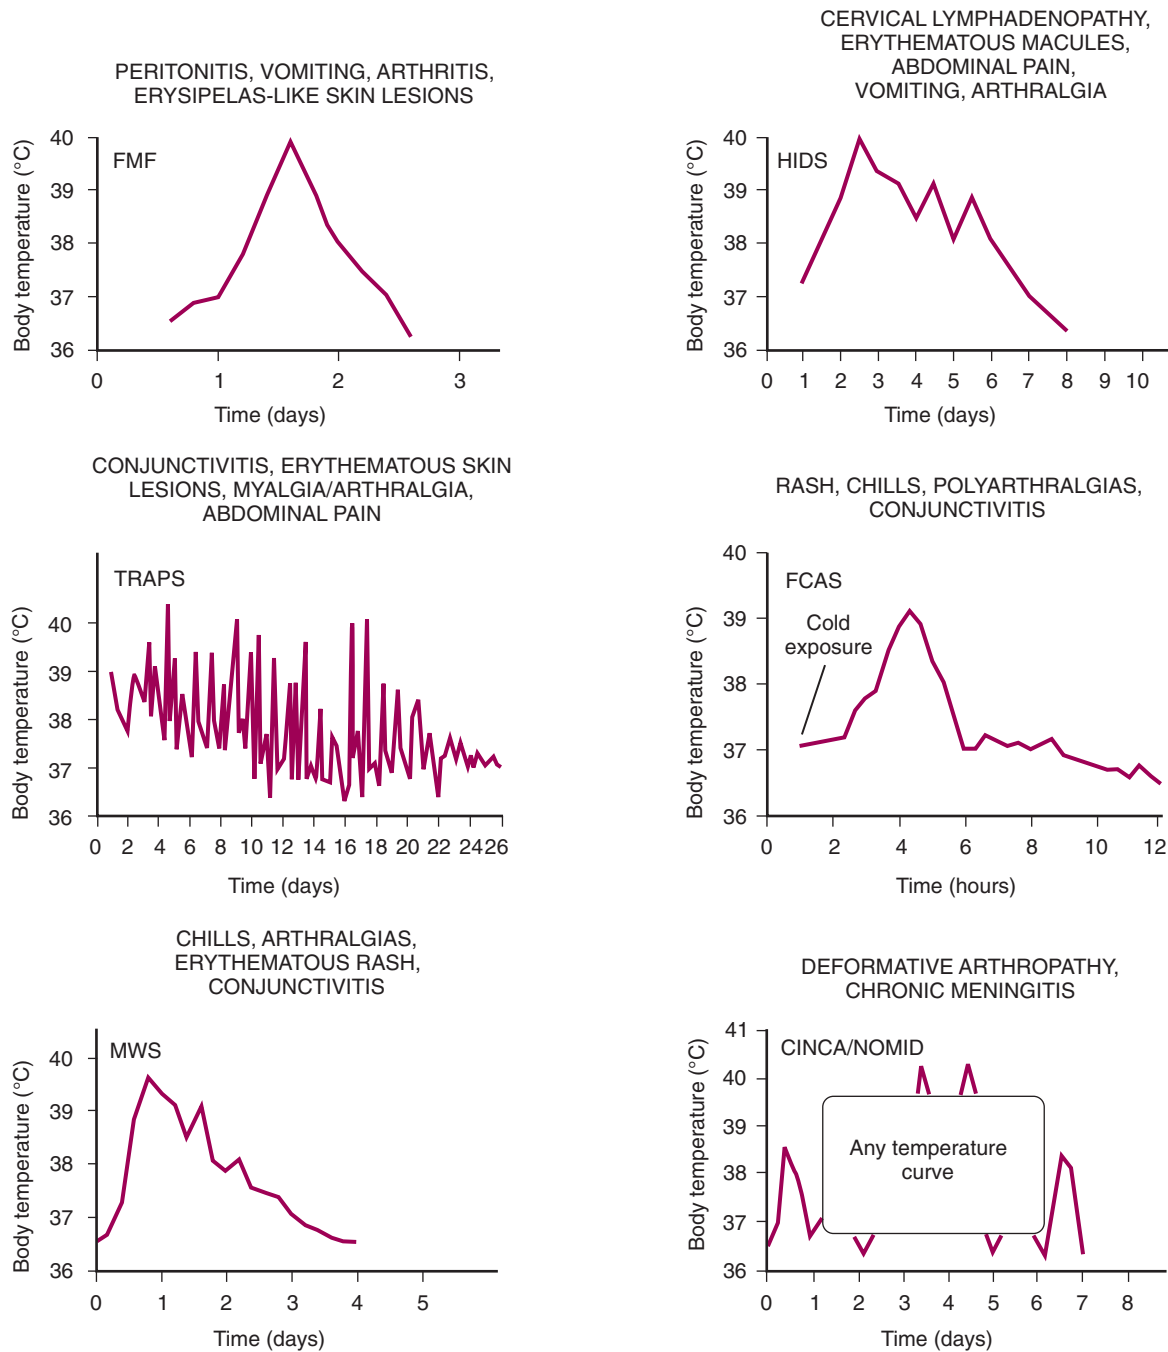 PERITONITIS, VOMITING, ARTHRITIS,
ERYSIPELAS-LIKE SKIN LESIONS
40
39
38
37
36
Body temperature (°C)
FMF
0 1 2 3
Time (days)
CERVICAL LYMPHADENOPATHY,
ERYTHEMATOUS MACULES,
ABDOMINAL PAIN,
VOMITING, ARTHRALGIA
40
39
38
37
36
Body temperature (°C)
HIDS
0 1 2 3 4 5 6 7 8 9 10
Time (days)
CONJUNCTIVITIS, ERYTHEMATOUS SKIN
LESIONS, MYALGIA/ARTHRALGIA,
ABDOMINAL PAIN
40
39
38
37
36
Body temperature (°C)
TRAPS
0 2 4 6 8 10 12 14 16 18 20 22 24 26
Time (days)
RASH, CHILLS, POLYARTHRALGIAS,
CONJUNCTIVITIS
40
39
38
37
36
Body temperature (°C)
FCAS
Cold
exposure
0 2 4 6 8 10 12
Time (hours)
CHILLS, ARTHRALGIAS,
ERYTHEMATOUS RASH,
CONJUNCTIVITIS
40
39
38
37
36
Body temperature (°C)
MWS
0 1 2 3 4 5
Time (days)
DEFORMATIVE ARTHROPATHY,
CHRONIC MENINGITIS
41
40
39
38
37
36
Body temperature (°C)
CINCA/NOMID
Any temperature
curve
0 1 2 3 4 5 6 7 8
Time (days)